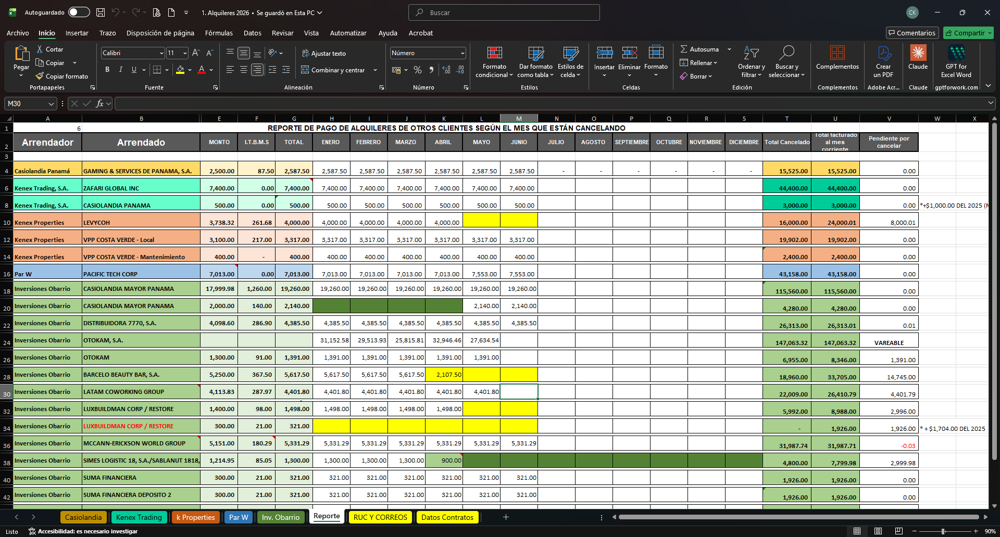 Autoguardado 1. Alquileres 2026 • Se guardó en Esta PC Buscar CK
Archivo Inicio Insertar Trazo Disposición de página Fórmulas Datos Revisar Vista Automatizar Ayuda Acrobat Comentarios Compartir
Pegar Cortar Copiar Copiar formato
Calibri 11 N K S
Ajustar texto Combinar y centrar
Número
Formato condicional Dar formato como tabla Estilos de celda
Insertar Eliminar Formato
Autosuma Rellenar Borrar
Ordenar y filtrar Buscar y seleccionar
Complementos Crear un PDF Claude GPT for Excel Word
Portapapeles Fuente Alineación Número Estilos Celdas Edición Complementos Adobe Acr... Claude gptforwork.com
M30 fx
A B E F G H I J K L M N O P Q R S T U V W X
1 6 REPORTE DE PAGO DE ALQUILERES DE OTROS CLIENTES SEGÚN EL MES QUE ESTÁN CANCELANDO
2 Arrendador Arrendado MONTO I.T.B.M.S TOTAL ENERO FEBRERO MARZO ABRIL MAYO JUNIO JULIO AGOSTO SEPTIEMBRE OCTUBRE NOVIEMBRE DICIEMBRE Total Cancelado Total facturado al mes corriente Pendiente por cancelar
3
4 Casiolandia Panamá GAMING & SERVICES DE PANAMA, S.A. 2,500.00 87.50 2,587.50 2,587.50 2,587.50 2,587.50 2,587.50 2,587.50 2,587.50 - - - - - - 15,525.00 15,525.00 0.00
6 Kenex Trading, S.A. ZAFARI GLOBAL INC 7,400.00 0.00 7,400.00 7,400.00 7,400.00 7,400.00 7,400.00 7,400.00 7,400.00 44,400.00 44,400.00 0.00
8 Kenex Trading, S.A. CASIOLANDIA PANAMA 500.00 0.00 500.00 500.00 500.00 500.00 500.00 500.00 500.00 3,000.00 3,000.00 0.00 *+$1,000.00 DEL 2025 (N
10 Kenex Properties LEVYCOH 3,738.32 261.68 4,000.00 4,000.00 4,000.00 4,000.00 4,000.00 16,000.00 24,000.01 8,000.01
12 Kenex Properties VPP COSTA VERDE - Local 3,100.00 217.00 3,317.00 3,317.00 3,317.00 3,317.00 3,317.00 3,317.00 3,317.00 19,902.00 19,902.00 0.00
14 Kenex Properties VPP COSTA VERDE - Mantenimiento 400.00 - 400.00 400.00 400.00 400.00 400.00 400.00 400.00 2,400.00 2,400.00 0.00
16 Par W PACIFIC TECH CORP 7,013.00 0.00 7,013.00 7,013.00 7,013.00 7,013.00 7,013.00 7,553.00 7,553.00 43,158.00 43,158.00 0.00
18 Inversiones Obarrio CASIOLANDIA MAYOR PANAMA 17,999.98 1,260.00 19,260.00 19,260.00 19,260.00 19,260.00 19,260.00 19,260.00 19,260.00 115,560.00 115,560.00 0.00
20 Inversiones Obarrio CASIOLANDIA MAYOR PANAMA 2,000.00 140.00 2,140.00 2,140.00 2,140.00 4,280.00 4,280.00 0.00
22 Inversiones Obarrio DISTRIBUIDORA 7770, S.A. 4,098.60 286.90 4,385.50 4,385.50 4,385.50 4,385.50 4,385.50 4,385.50 4,385.50 26,313.00 26,313.01 0.01
24 Inversiones Obarrio OTOKAM, S.A. 31,152.58 29,513.93 25,815.81 32,946.46 27,634.54 147,063.32 147,063.32 VAREABLE
26 Inversiones Obarrio OTOKAM 1,300.00 91.00 1,391.00 1,391.00 1,391.00 1,391.00 1,391.00 1,391.00 6,955.00 8,346.00 1,391.00
28 Inversiones Obarrio BARCELO BEAUTY BAR, S.A. 5,250.00 367.50 5,617.50 5,617.50 5,617.50 5,617.50 2,107.50 18,960.00 33,705.00 14,745.00
30 Inversiones Obarrio LATAM COWORKING GROUP 4,113.83 287.97 4,401.80 4,401.80 4,401.80 4,401.80 4,401.80 4,401.80 22,009.00 26,410.79 4,401.79
32 Inversiones Obarrio LUXBUILDMAN CORP / RESTORE 1,400.00 98.00 1,498.00 1,498.00 1,498.00 1,498.00 1,498.00 5,992.00 8,988.00 2,996.00
34 Inversiones Obarrio LUXBUILDMAN CORP / RESTORE 300.00 21.00 321.00 - 1,926.00 1,926.00 * + $1,704.00 DEL 2025
36 Inversiones Obarrio MCCANN-ERICKSON WORLD GROUP 5,151.00 180.29 5,331.29 5,331.29 5,331.29 5,331.29 5,331.29 5,331.29 5,331.29 31,987.74 31,987.71 -0.03
38 Inversiones Obarrio SIMES LOGISTIC 18, S.A./SABLANUT 1818, 1,214.95 85.05 1,300.00 1,300.00 1,300.00 1,300.00 900.00 4,800.00 7,799.98 2,999.98
40 Inversiones Obarrio SUMA FINANCIERA 300.00 21.00 321.00 321.00 321.00 321.00 321.00 321.00 321.00 1,926.00 1,926.00 0.00
42 Inversiones Obarrio SUMA FINANCIERA DEPOSITO 2 300.00 21.00 321.00 321.00 321.00 321.00 321.00 321.00 321.00 1,926.00 1,926.00 0.00
Casiolandia Kenex Trading k Properties Par W Inv. Obarrio Reporte RUC Y CORREOS Datos Contratos
Listo Accesibilidad: es necesario investigar 90%